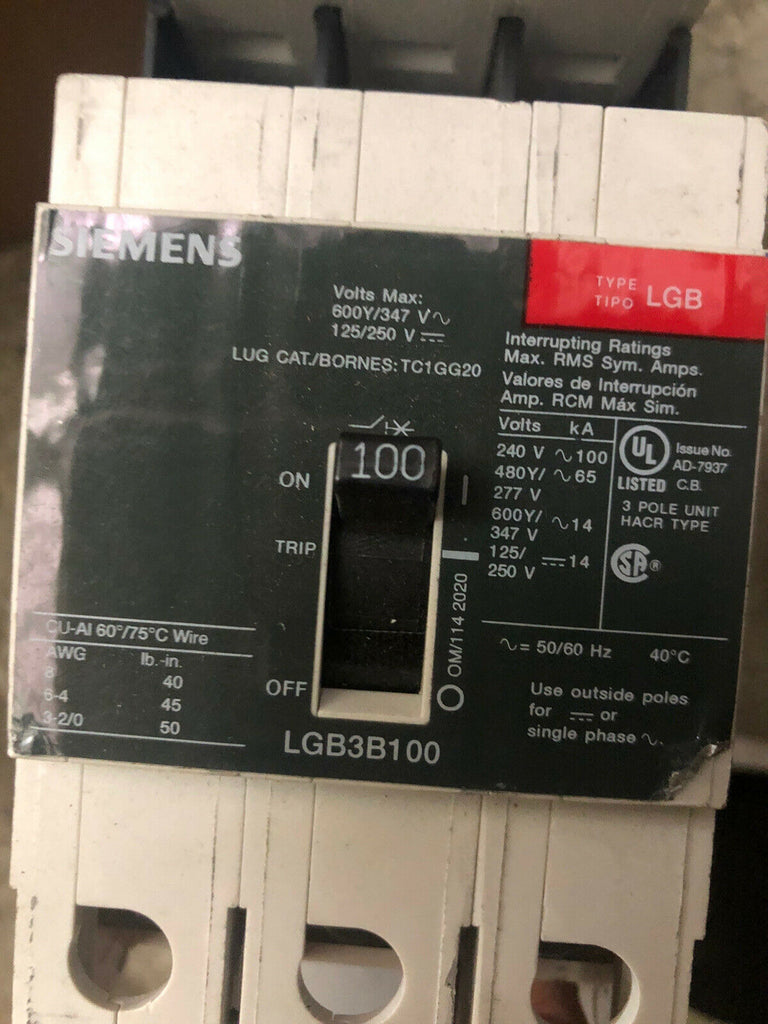 SIEMENS
TYPE
TIPO LGB
Volts Max:
600Y/347 V∿
125/250 V ⎓
LUG CAT./BORNES: TC1GG20
Interrupting Ratings
Max. RMS Sym. Amps.
Valores de Interrupción
Amp. RCM Máx Sim.
Volts kA
240 V ∿100
480Y/ ∿65
277 V
600Y/ ∿14
347 V
125/ ⎓14
250 V
UL
LISTED
Issue No.
AD-7937
C.B.
3 POLE UNIT
HACR TYPE
SA®
100
ON
TRIP
OFF
I
O
OM/114 2020
CU-Al 60°/75°C Wire
AWG lb.-in.
8 40
6-4 45
3-2/0 50
∿= 50/60 Hz 40°C
Use outside poles
for ⎓ or
single phase ∿.
LGB3B100